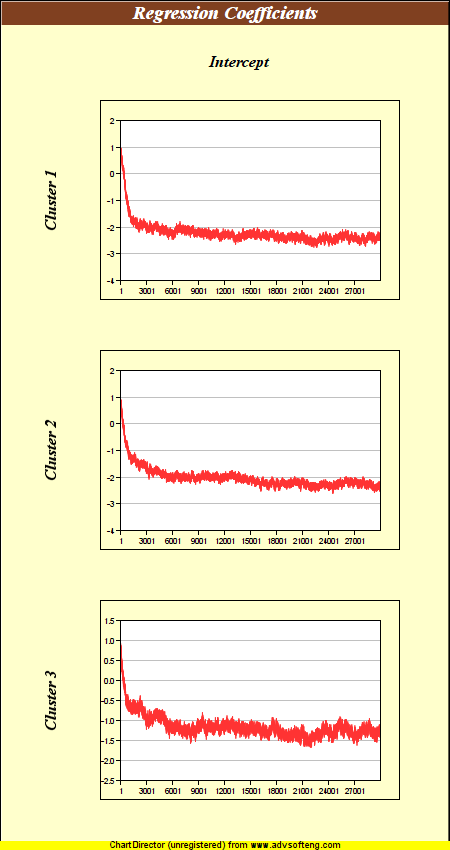 Regression Coefficients
Intercept
Cluster 1
2
1
0
-1
-2
-3
-4
1 3001 6001 9001 12001 15001 18001 21001 24001 27001
Cluster 2
2
1
0
-1
-2
-3
-4
1 3001 6001 9001 12001 15001 18001 21001 24001 27001
Cluster 3
1.5
1.0
0.5
0.0
-0.5
-1.0
-1.5
-2.0
-2.5
1 3001 6001 9001 12001 15001 18001 21001 24001 27001
ChartDirector (unregistered) from www.advsofteng.com